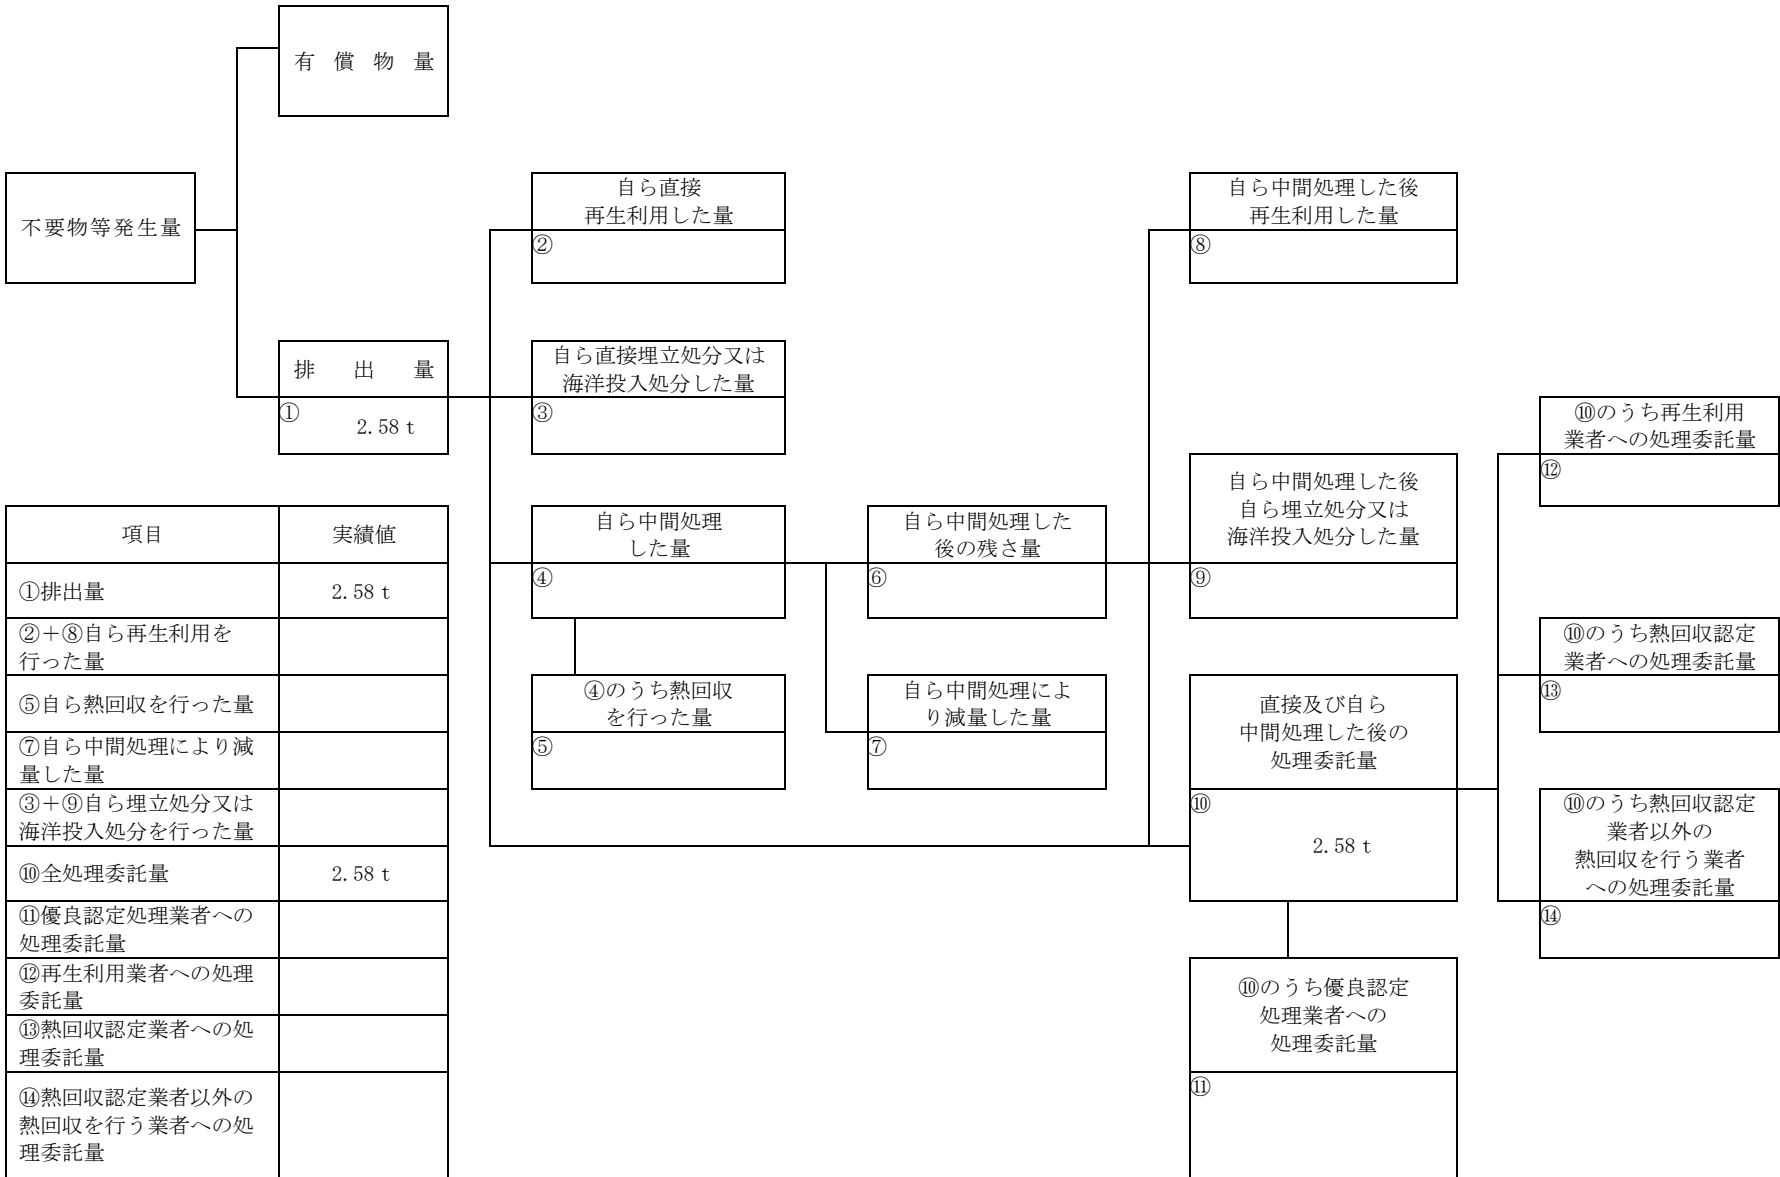 有償物量
不要物等発生量
排出量
①
2.58 t
自ら直接
再生利用した量
②
自ら直接埋立処分又は
海洋投入処分した量
③
自ら中間処理
した量
④
④のうち熱回収
を行った量
⑤
自ら中間処理した
後の残さ量
⑥
自ら中間処理によ
り減量した量
⑦
自ら中間処理した後
再生利用した量
⑧
自ら中間処理した後
自ら埋立処分又は
海洋投入処分した量
⑨
直接及び自ら
中間処理した後の
処理委託量
⑩
2.58 t
⑩のうち優良認定
処理業者への
処理委託量
⑪
⑩のうち再生利用
業者への処理委託量
⑫
⑩のうち熱回収認定
業者への処理委託量
⑬
⑩のうち熱回収認定
業者以外の
熱回収を行う業者
への処理委託量
⑭
項目 実績値
①排出量 2.58 t
②+⑧自ら再生利用を
行った量
⑤自ら熱回収を行った量
⑦自ら中間処理により減
量した量
③+⑨自ら埋立処分又は
海洋投入処分を行った量
⑩全処理委託量 2.58 t
⑪優良認定処理業者への
処理委託量
⑫再生利用業者への処理
委託量
⑬熱回収認定業者への処
理委託量
⑭熱回収認定業者以外の
熱回収を行う業者への処
理委託量